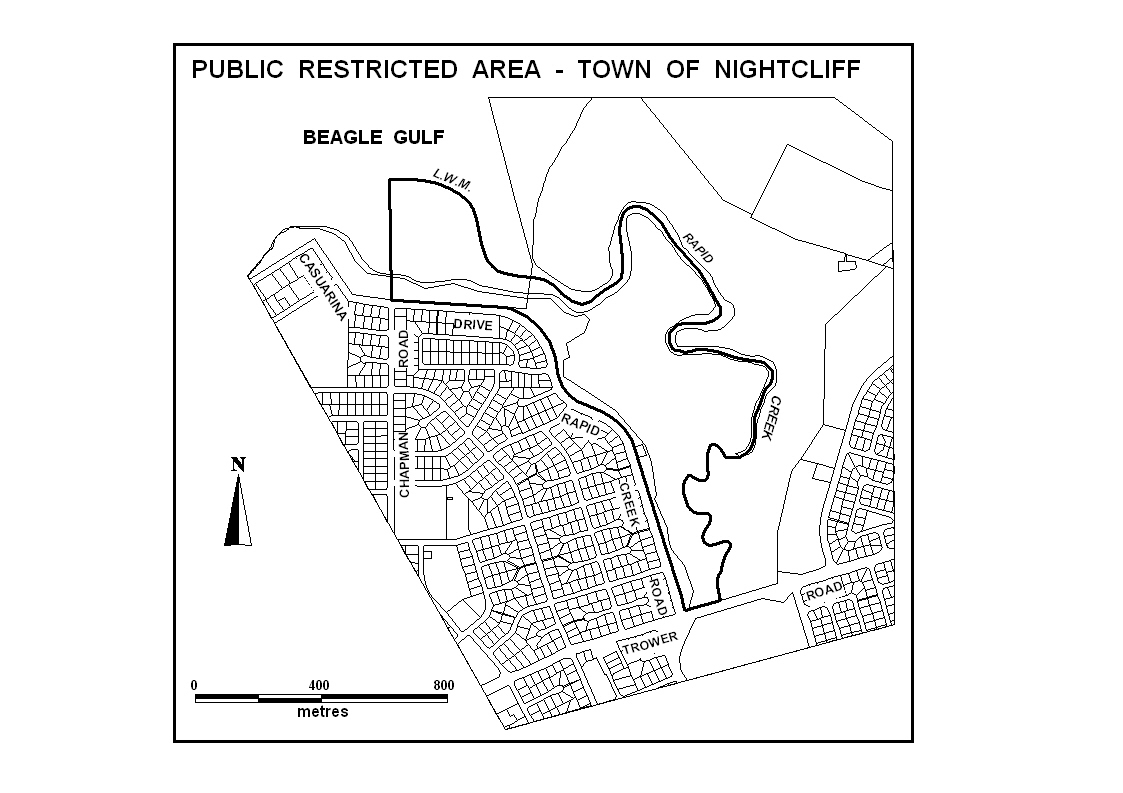 PUBLIC RESTRICTED AREA - TOWN OF NIGHTCLIFF
BEAGLE GULF
L.W.M.
RAPID
CASUARINA
DRIVE
ROAD
CREEK
RAPID
CHAPMAN
N
CREEK
ROAD
ROAD
TROWER
0 400 800
metres